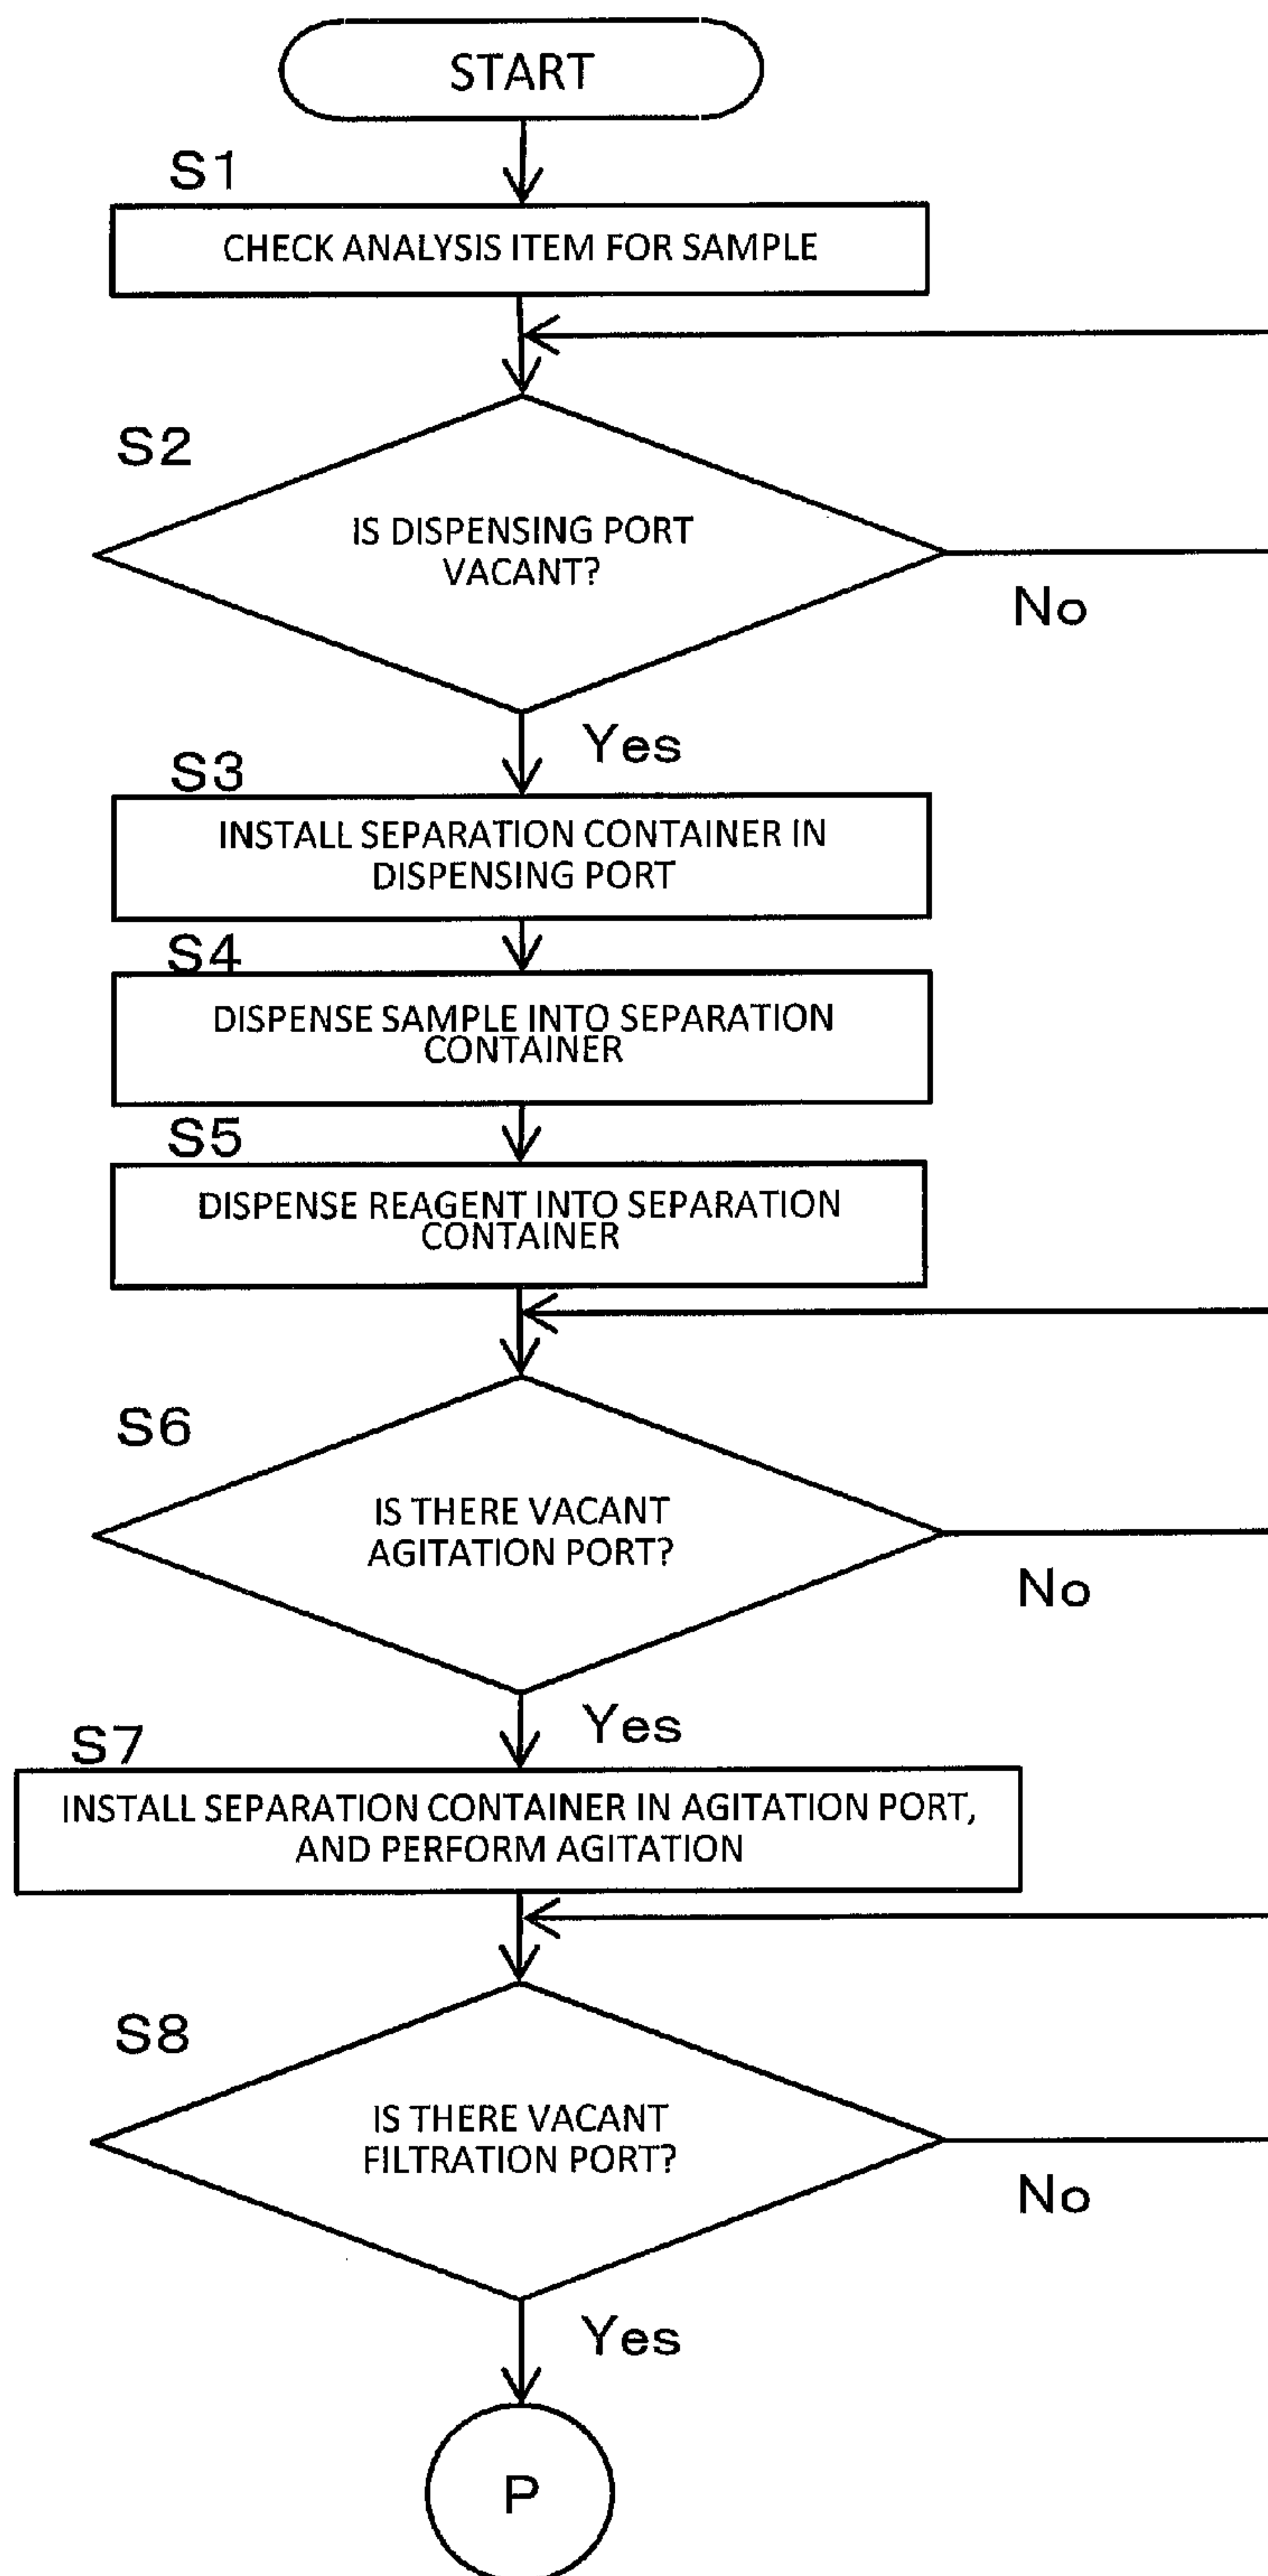 START
S1
CHECK ANALYSIS ITEM FOR SAMPLE
S2
IS DISPENSING PORT
VACANT?
No
Yes
S3
INSTALL SEPARATION CONTAINER IN
DISPENSING PORT
S4
DISPENSE SAMPLE INTO SEPARATION
CONTAINER
S5
DISPENSE REAGENT INTO SEPARATION
CONTAINER
S6
IS THERE VACANT
AGITATION PORT?
No
Yes
S7
INSTALL SEPARATION CONTAINER IN AGITATION PORT,
AND PERFORM AGITATION
S8
IS THERE VACANT
FILTRATION PORT?
No
Yes
P